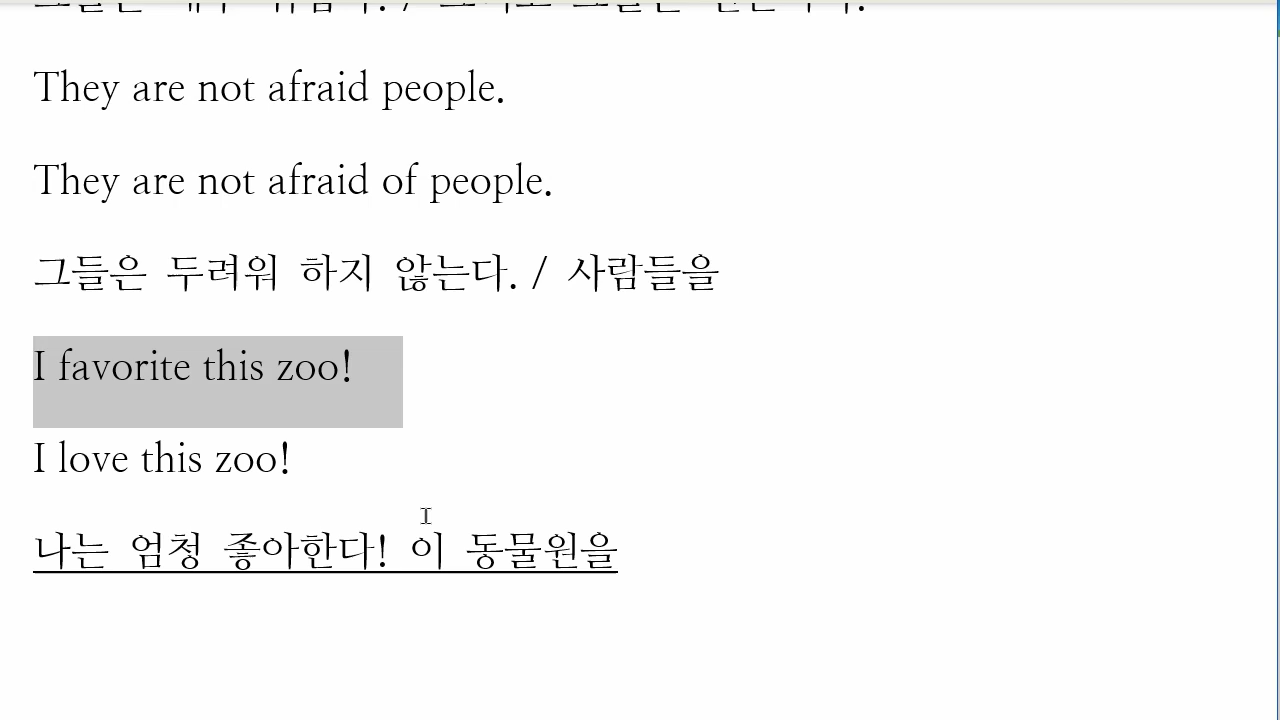 They are not afraid people.
They are not afraid of people.
그들은 두려워 하지 않는다. / 사람들을
I favorite this zoo!
I love this zoo!
나는 엄청 좋아한다! 이 동물원을